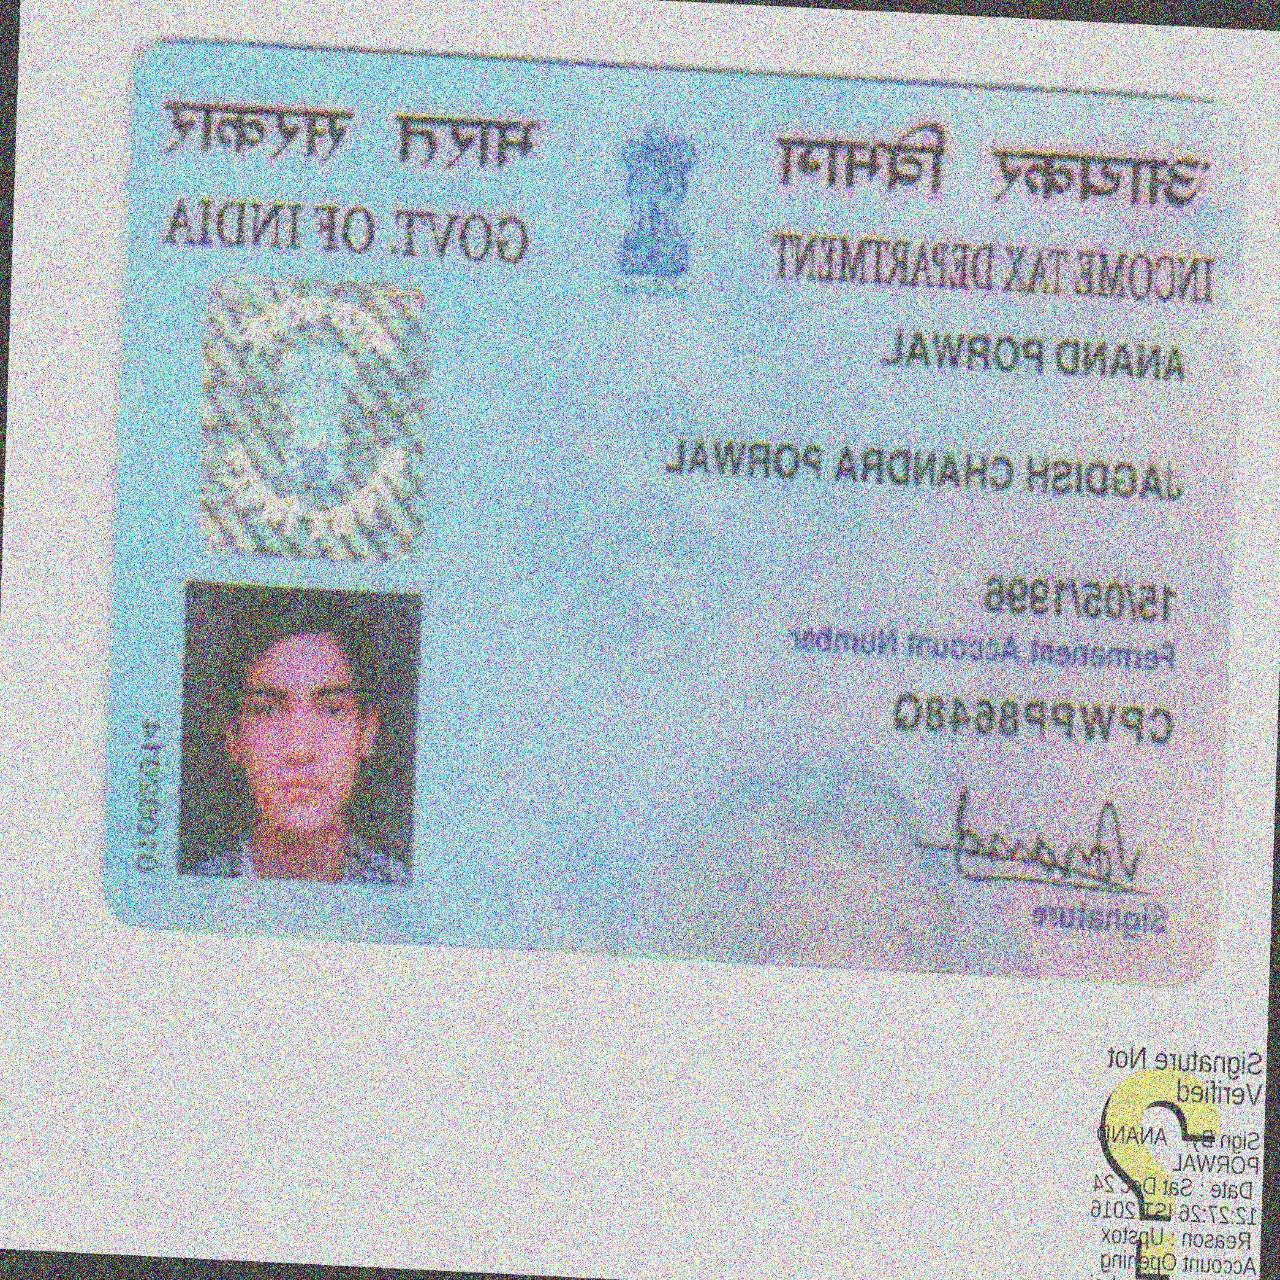 आयकर विभाग भारत सरकार
INCOME TAX DEPARTMENT GOVT. OF INDIA
ANAND PORWAL
JAGDISH CHANDRA PORWAL
15/05/1996
Permanent Account Number
CPWPP8648Q
Anand
Signature
Signature Not
Verified
Sign By ANAND
PORWAL
Date : Sat Dec 24
12:27:26 IST 2016
Reason : Upstox
Account Opening